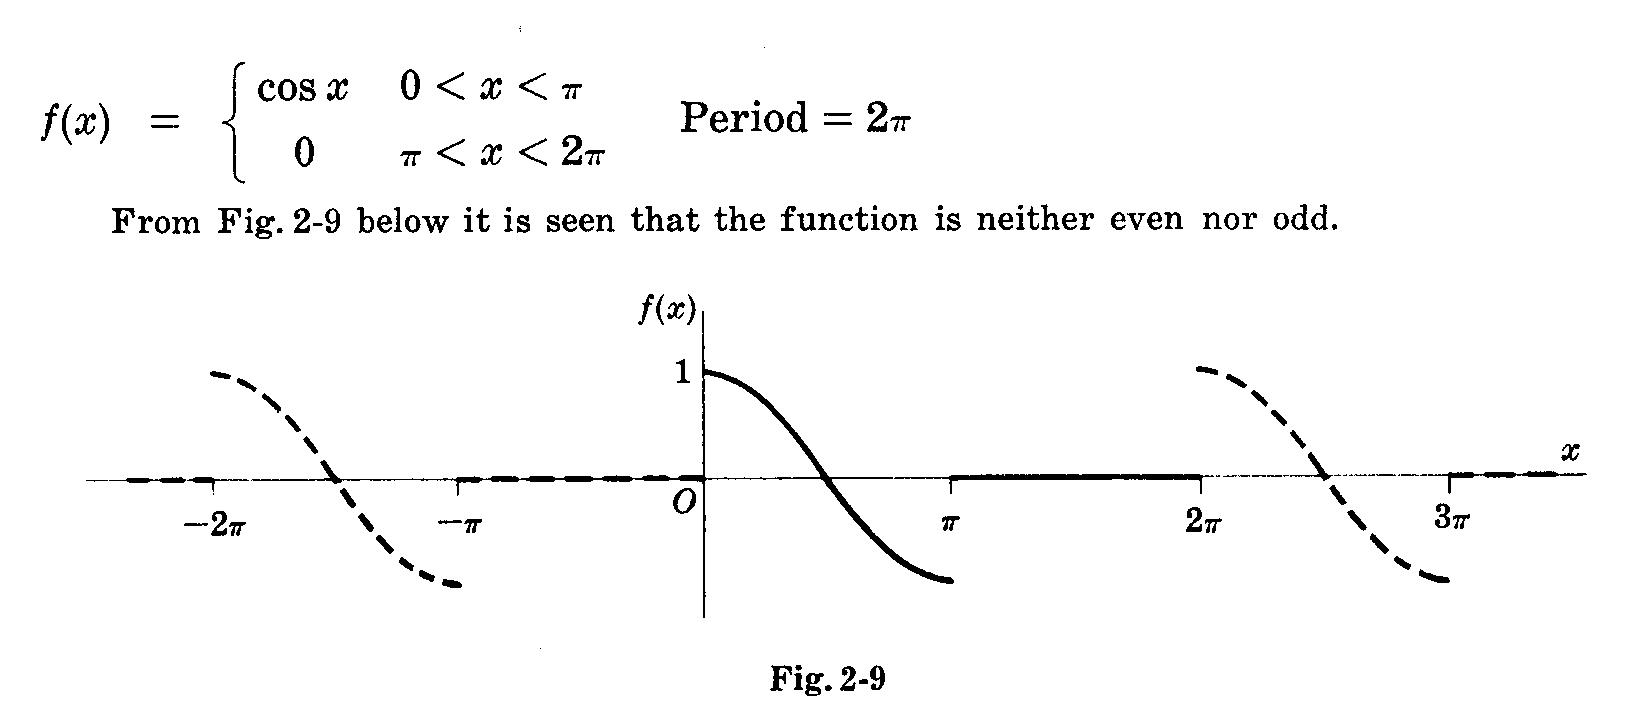 f(x) = { cos x 0 < x < π
0 π < x < 2π Period = 2π
From Fig. 2-9 below it is seen that the function is neither even nor odd.
f(x)
1
x
O
−2π −π π 2π 3π
Fig. 2-9